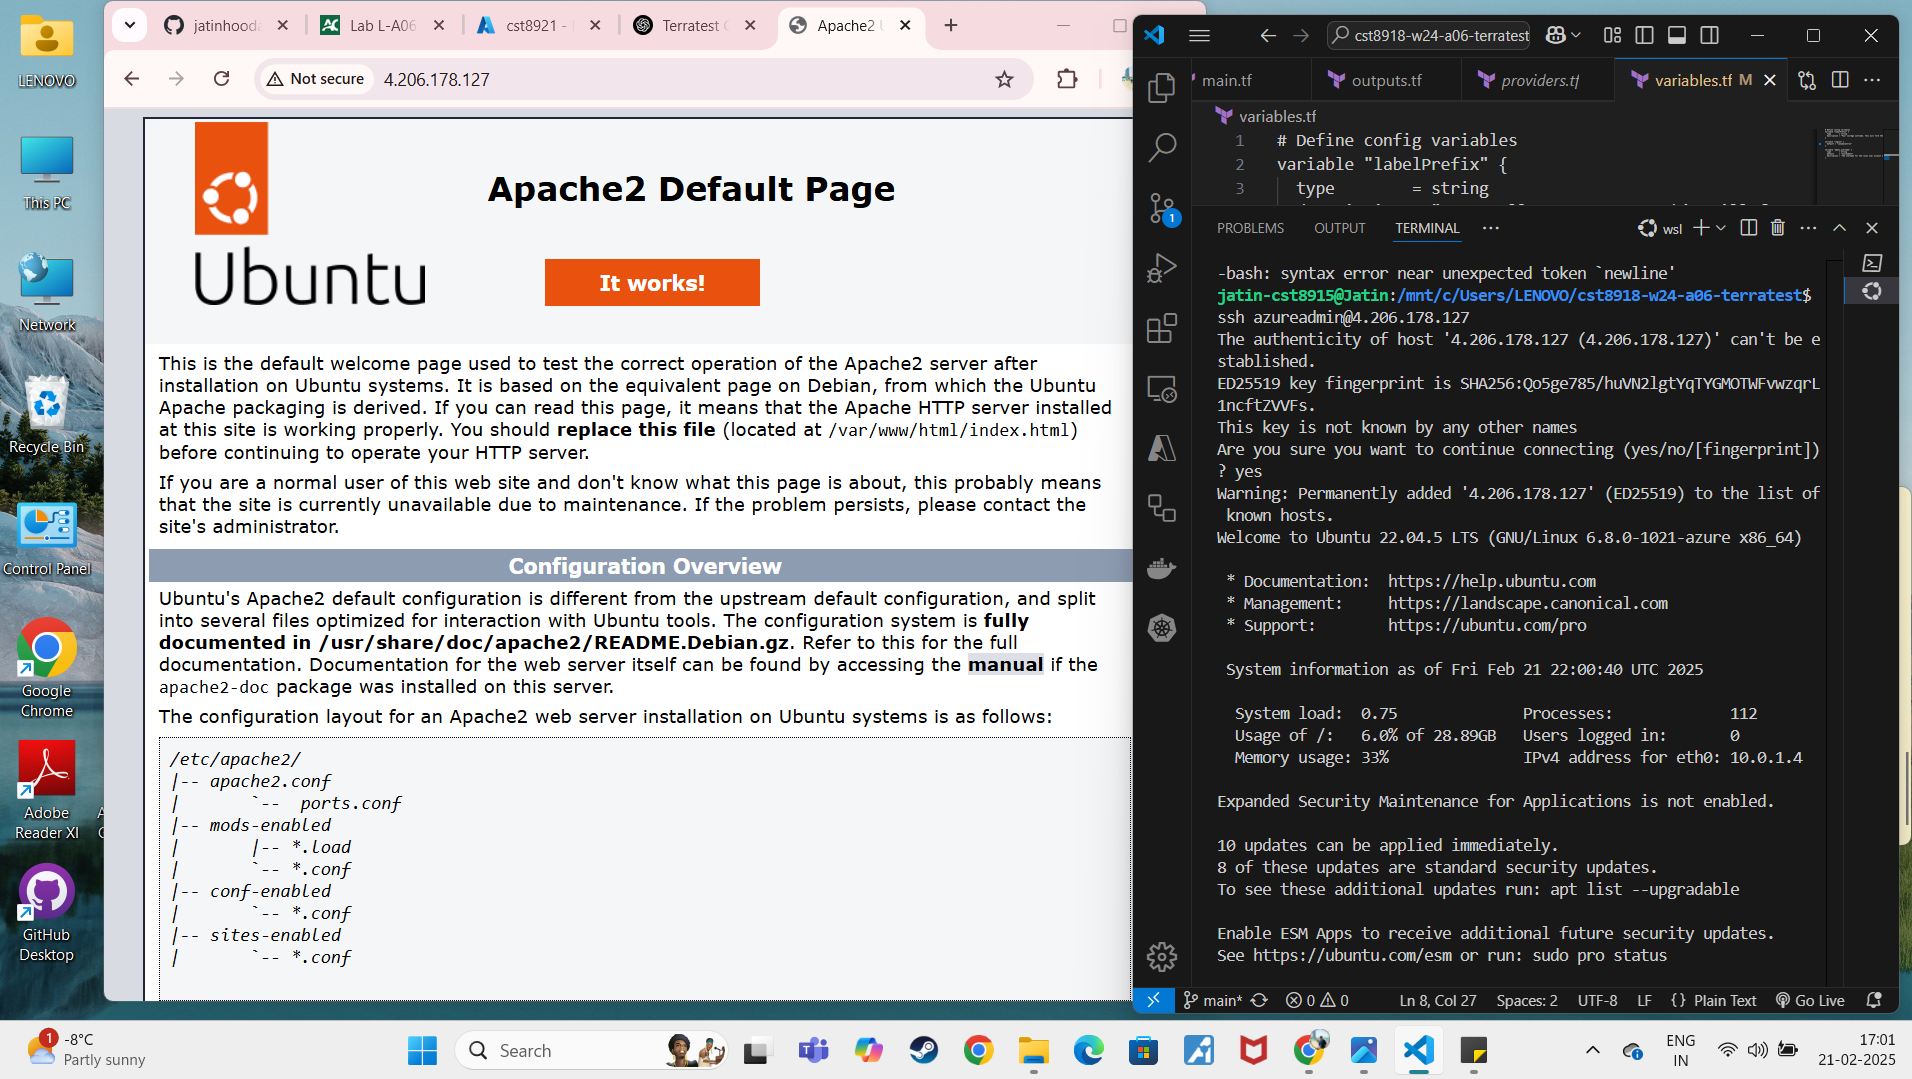 LENOVO
This PC
Network
Recycle Bin
Control Panel
Google
Chrome
Adobe
Reader XI
GitHub
Desktop
jatinhooda
Lab L-A06
cst8921 -
Terratest
Apache2
Not secure
4.206.178.127
Ubuntu
Apache2 Default Page
It works!
This is the default welcome page used to test the correct operation of the Apache2 server after
installation on Ubuntu systems. It is based on the equivalent page on Debian, from which the Ubuntu
Apache packaging is derived. If you can read this page, it means that the Apache HTTP server installed
at this site is working properly. You should replace this file (located at /var/www/html/index.html)
before continuing to operate your HTTP server.
If you are a normal user of this web site and don't know what this page is about, this probably means
that the site is currently unavailable due to maintenance. If the problem persists, please contact the
site's administrator.
Configuration Overview
Ubuntu's Apache2 default configuration is different from the upstream default configuration, and split
into several files optimized for interaction with Ubuntu tools. The configuration system is fully
documented in /usr/share/doc/apache2/README.Debian.gz. Refer to this for the full
documentation. Documentation for the web server itself can be found by accessing the manual if the
apache2-doc package was installed on this server.
The configuration layout for an Apache2 web server installation on Ubuntu systems is as follows:
/etc/apache2/
|-- apache2.conf
|       `--  ports.conf
|-- mods-enabled
|       |-- *.load
|       `-- *.conf
|-- conf-enabled
|       `-- *.conf
|-- sites-enabled
|       `-- *.conf
cst8918-w24-a06-terratest
main.tf
outputs.tf
providers.tf
variables.tf M
variables.tf
1 # Define config variables
2 variable "labelPrefix" {
3 type = string
PROBLEMS
OUTPUT
TERMINAL
wsl
-bash: syntax error near unexpected token `newline'
jatin-cst8915@Jatin:/mnt/c/Users/LENOVO/cst8918-w24-a06-terratest$
ssh azureadmin@4.206.178.127
The authenticity of host '4.206.178.127 (4.206.178.127)' can't be e
stablished.
ED25519 key fingerprint is SHA256:Qo5ge785/huVN2lgtYqTYGMOTWFvwzqrL
1ncftZVVFs.
This key is not known by any other names
Are you sure you want to continue connecting (yes/no/[fingerprint])
? yes
Warning: Permanently added '4.206.178.127' (ED25519) to the list of
known hosts.
Welcome to Ubuntu 22.04.5 LTS (GNU/Linux 6.8.0-1021-azure x86_64)
* Documentation:  https://help.ubuntu.com
* Management:     https://landscape.canonical.com
* Support:        https://ubuntu.com/pro
System information as of Fri Feb 21 22:00:40 UTC 2025
System load:  0.75              Processes:             112
Usage of /:   6.0% of 28.89GB   Users logged in:       0
Memory usage: 33%               IPv4 address for eth0: 10.0.1.4
Expanded Security Maintenance for Applications is not enabled.
10 updates can be applied immediately.
8 of these updates are standard security updates.
To see these additional updates run: apt list --upgradable
Enable ESM Apps to receive additional future security updates.
See https://ubuntu.com/esm or run: sudo pro status
1
main*
0
0
Ln 8, Col 27
Spaces: 2
UTF-8
LF
{} Plain Text
Go Live
1
-8°C
Partly sunny
Search
ENG
IN
17:01
21-02-2025